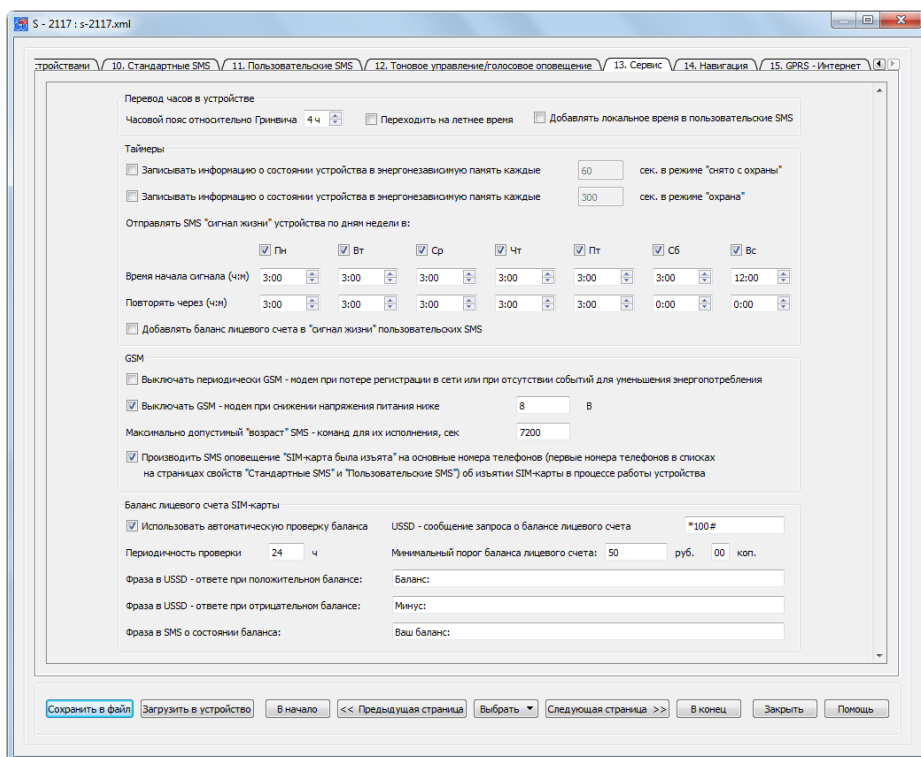 S - 2117 : s-2117.xml
:тройствами 10. Стандартные SMS 11. Пользовательские SMS 12. Тоновое управление/голосовое оповещение 13. Сервис 14. Навигация 15. GPRS - Интернет
Перевод часов в устройстве
Часовой пояс относительно Гринвича 4 ч Переходить на летнее время Добавлять локальное время в пользовательские SMS
Таймеры
Записывать информацию о состоянии устройства в энергонезависимую память каждые 60 сек. в режиме "снято с охраны"
Записывать информацию о состоянии устройства в энергонезависимую память каждые 300 сек. в режиме "охрана"
Отправлять SMS "сигнал жизни" устройства по дням недели в:
Пн Вт Ср Чт Пт Сб Вс
Время начала сигнала (ч:м) 3:00 3:00 3:00 3:00 3:00 3:00 12:00
Повторять через (ч:м) 3:00 3:00 3:00 3:00 3:00 0:00 0:00
Добавлять баланс лицевого счета в "сигнал жизни" пользовательских SMS
GSM
Выключать периодически GSM - модем при потере регистрации в сети или при отсутствии событий для уменьшения энергопотребления
Выключать GSM - модем при снижении напряжения питания ниже 8 В
Максимально допустимый "возраст" SMS - команд для их исполнения, сек 7200
Производить SMS оповещение "SIM-карта была изъята" на основные номера телефонов (первые номера телефонов в списках
на страницах свойств "Стандартные SMS" и "Пользовательские SMS") об изъятии SIM-карты в процессе работы устройства
Баланс лицевого счета SIM-карты
Использовать автоматическую проверку баланса USSD - сообщение запроса о балансе лицевого счета *100#
Периодичность проверки 24 ч Минимальный порог баланса лицевого счета: 50 руб. 00 коп.
Фраза в USSD - ответе при положительном балансе: Баланс:
Фраза в USSD - ответе при отрицательном балансе: Минус:
Фраза в SMS о состоянии баланса: Ваш баланс:
Сохранить в файл Загрузить в устройство В начало << Предыдущая страница Выбрать Следующая страница >> В конец Закрыть Помощь